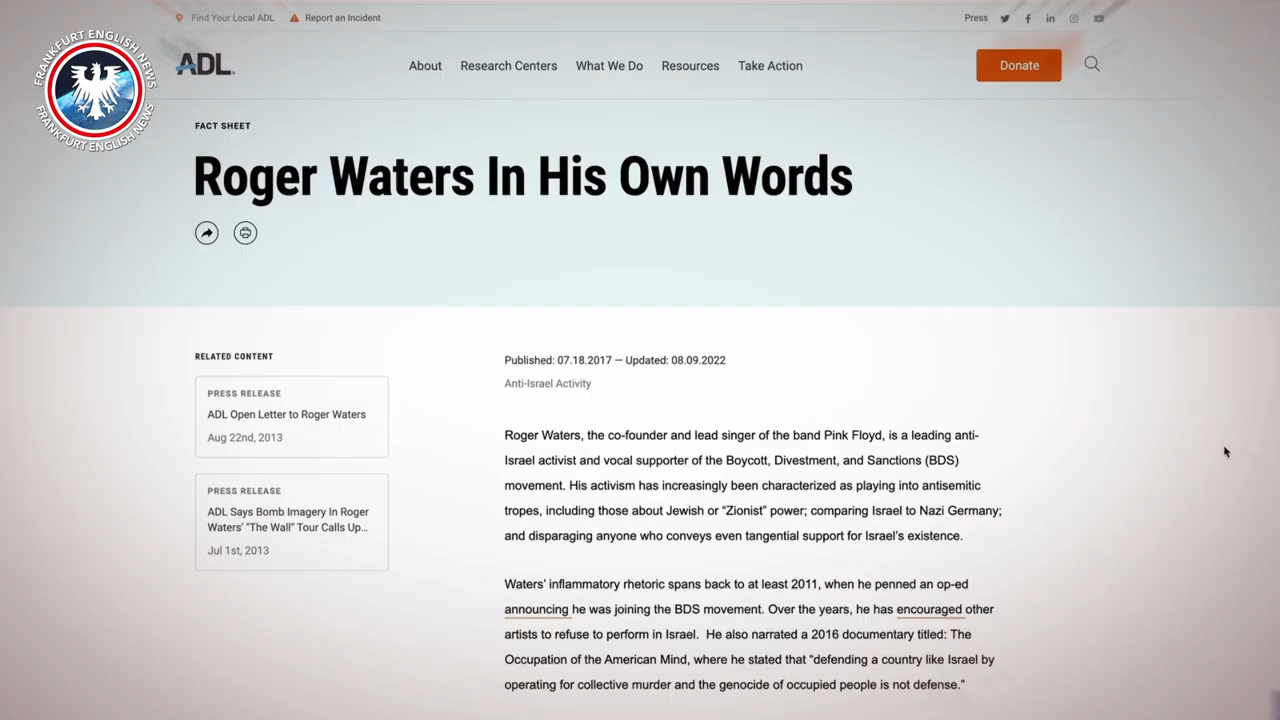 Find Your Local ADL
Report an Incident
Press
FRANKFURT ENGLISH NEWS
FRANKFURT ENGLISH NEWS
ADL
About
Research Centers
What We Do
Resources
Take Action
Donate
FACT SHEET
Roger Waters In His Own Words
RELATED CONTENT
PRESS RELEASE
ADL Open Letter to Roger Waters
Aug 22nd, 2013
PRESS RELEASE
ADL Says Bomb Imagery In Roger
Waters' "The Wall" Tour Calls Up...
Jul 1st, 2013
Published: 07.18.2017 — Updated: 08.09.2022
Anti-Israel Activity
Roger Waters, the co-founder and lead singer of the band Pink Floyd, is a leading anti-
Israel activist and vocal supporter of the Boycott, Divestment, and Sanctions (BDS)
movement. His activism has increasingly been characterized as playing into antisemitic
tropes, including those about Jewish or “Zionist” power; comparing Israel to Nazi Germany;
and disparaging anyone who conveys even tangential support for Israel’s existence.
Waters’ inflammatory rhetoric spans back to at least 2011, when he penned an op-ed
announcing he was joining the BDS movement. Over the years, he has encouraged other
artists to refuse to perform in Israel. He also narrated a 2016 documentary titled: The
Occupation of the American Mind, where he stated that “defending a country like Israel by
operating for collective murder and the genocide of occupied people is not defense.”